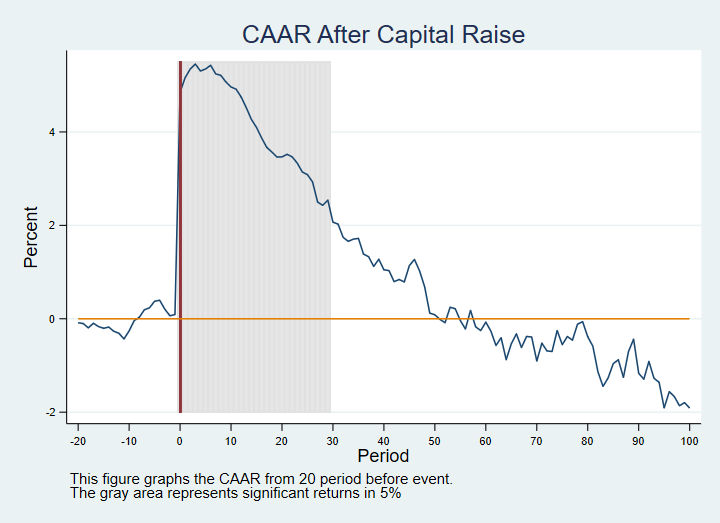 CAAR After Capital Raise
Percent
4
2
0
-2
-20 -10 0 10 20 30 40 50 60 70 80 90 100
Period
This figure graphs the CAAR from 20 period before event.
The gray area represents significant returns in 5%